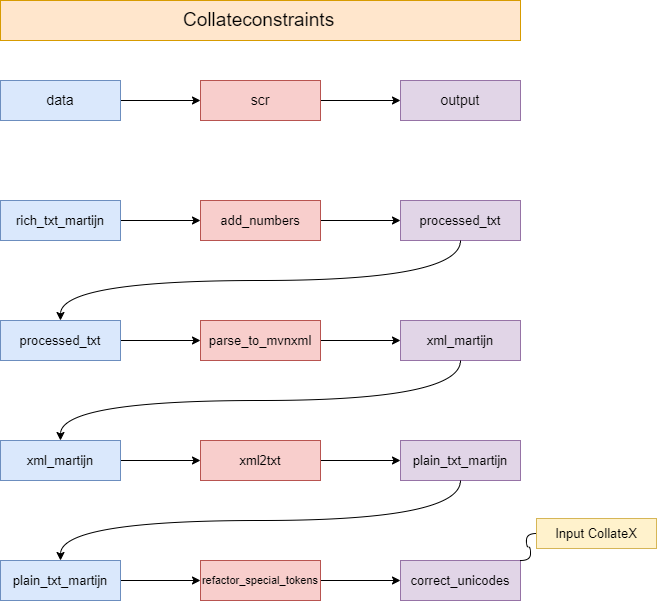 Collateconstraints
data
scr
output
rich_txt_martijn
add_numbers
processed_txt
processed_txt
parse_to_mvnxml
xml_martijn
xml_martijn
xml2txt
plain_txt_martijn
Input CollateX
plain_txt_martijn
refactor_special_tokens
correct_unicodes